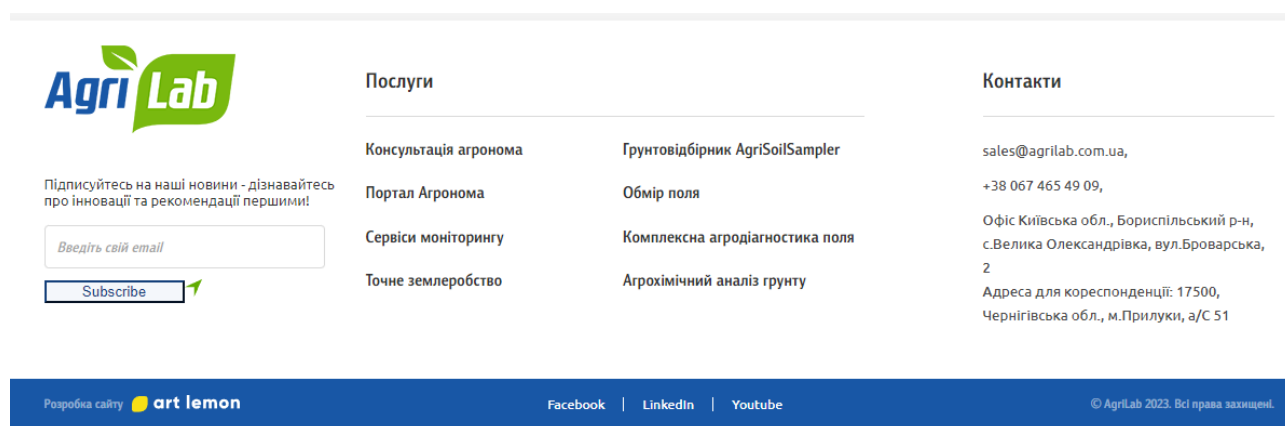 Agri Lab
Підписуйтесь на наші новини - дізнавайтесь
про інновації та рекомендації першими!
Введіть свій email
Subscribe
Послуги
Консультація агронома
Портал Агронома
Сервіси моніторингу
Точне землеробство
Грунтовідбірник AgriSoilSampler
Обмір поля
Комплексна агродіагностика поля
Агрохімічний аналіз грунту
Контакти
sales@agrilab.com.ua,
+38 067 465 49 09,
Офіс Київська обл., Бориспільський р-н,
с.Велика Олександрівка, вул.Броварська,
2
Адреса для кореспонденції: 17500,
Чернігівська обл., м.Прилуки, а/С 51
Розробка сайту art lemon
Facebook | LinkedIn | Youtube
© AgriLab 2023. Всі права захищені.